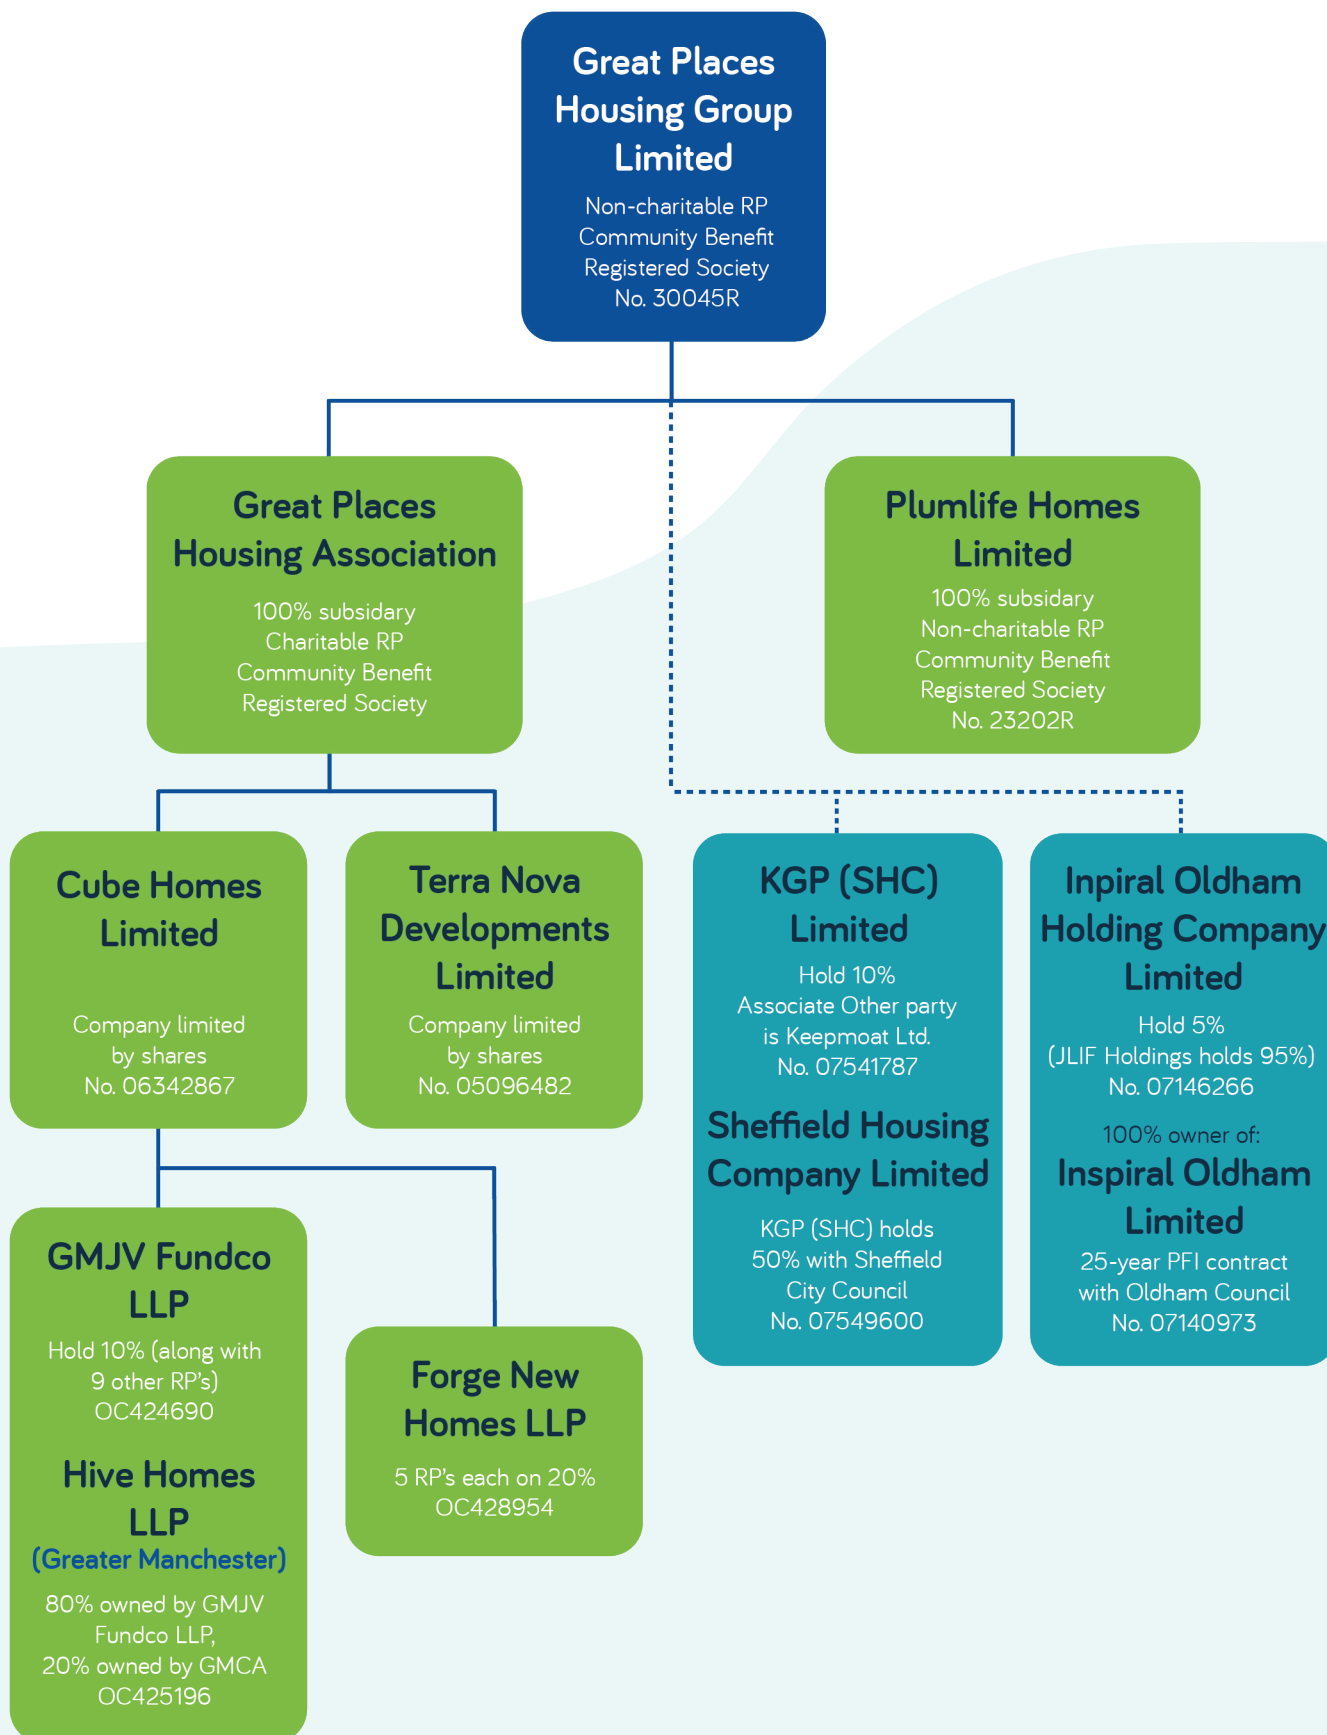 Great Places
Housing Group
Limited
Non-charitable RP
Community Benefit
Registered Society
No. 30045R
Great Places
Housing Association
100% subsidary
Charitable RP
Community Benefit
Registered Society
Plumlife Homes
Limited
100% subsidary
Non-charitable RP
Community Benefit
Registered Society
No. 23202R
Cube Homes
Limited
Company limited
by shares
No. 06342867
Terra Nova
Developments
Limited
Company limited
by shares
No. 05096482
KGP (SHC)
Limited
Hold 10%
Associate Other party
is Keepmoat Ltd.
No. 07541787
Sheffield Housing
Company Limited
KGP (SHC) holds
50% with Sheffield
City Council
No. 07549600
Inpiral Oldham
Holding Company
Limited
Hold 5%
(JLIF Holdings holds 95%)
No. 07146266
100% owner of:
Inspiral Oldham
Limited
25-year PFI contract
with Oldham Council
No. 07140973
GMJV Fundco
LLP
Hold 10% (along with
9 other RP's)
OC424690
Hive Homes
LLP
(Greater Manchester)
80% owned by GMJV
Fundco LLP,
20% owned by GMCA
OC425196
Forge New
Homes LLP
5 RP's each on 20%
OC428954